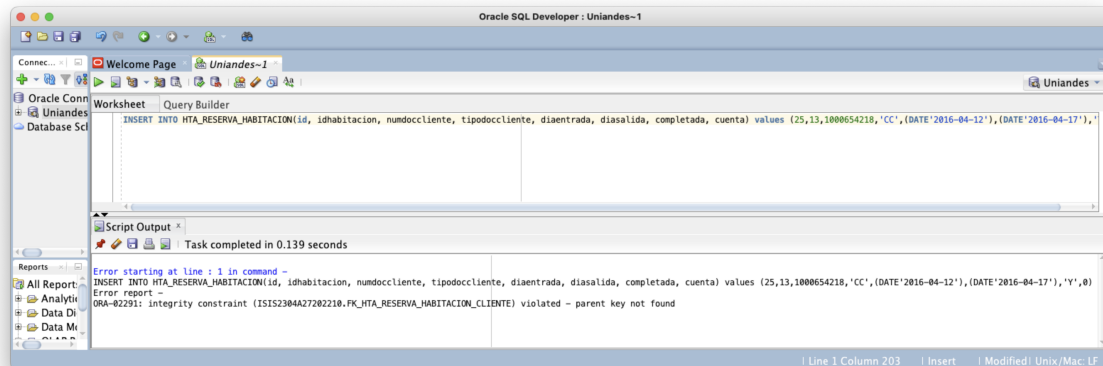 Oracle SQL Developer : Uniandes~1
Connec...
Welcome Page
Uniandes~1
Uniandes
Oracle Conn
Uniandes
Database Scl
Worksheet
Query Builder
INSERT INTO HTA_RESERVA_HABITACION(id, idhabitacion, numdoccliente, tipodoccliente, diaentrada, diasalida, completada, cuenta) values (25,13,1000654218,'CC',(DATE'2016-04-12'),(DATE'2016-04-17'),'
Script Output
Task completed in 0.139 seconds
Error starting at line : 1 in command -
INSERT INTO HTA_RESERVA_HABITACION(id, idhabitacion, numdoccliente, tipodoccliente, diaentrada, diasalida, completada, cuenta) values (25,13,1000654218,'CC',(DATE'2016-04-12'),(DATE'2016-04-17'),'Y',0)
Error report -
ORA-02291: integrity constraint (ISIS2304A27202210.FK_HTA_RESERVA_HABITACION_CLIENTE) violated - parent key not found
Reports
All Report:
Analytic
Data Di
Data Mo
Line 1 Column 203
Insert
Modified
Unix/Mac: LF